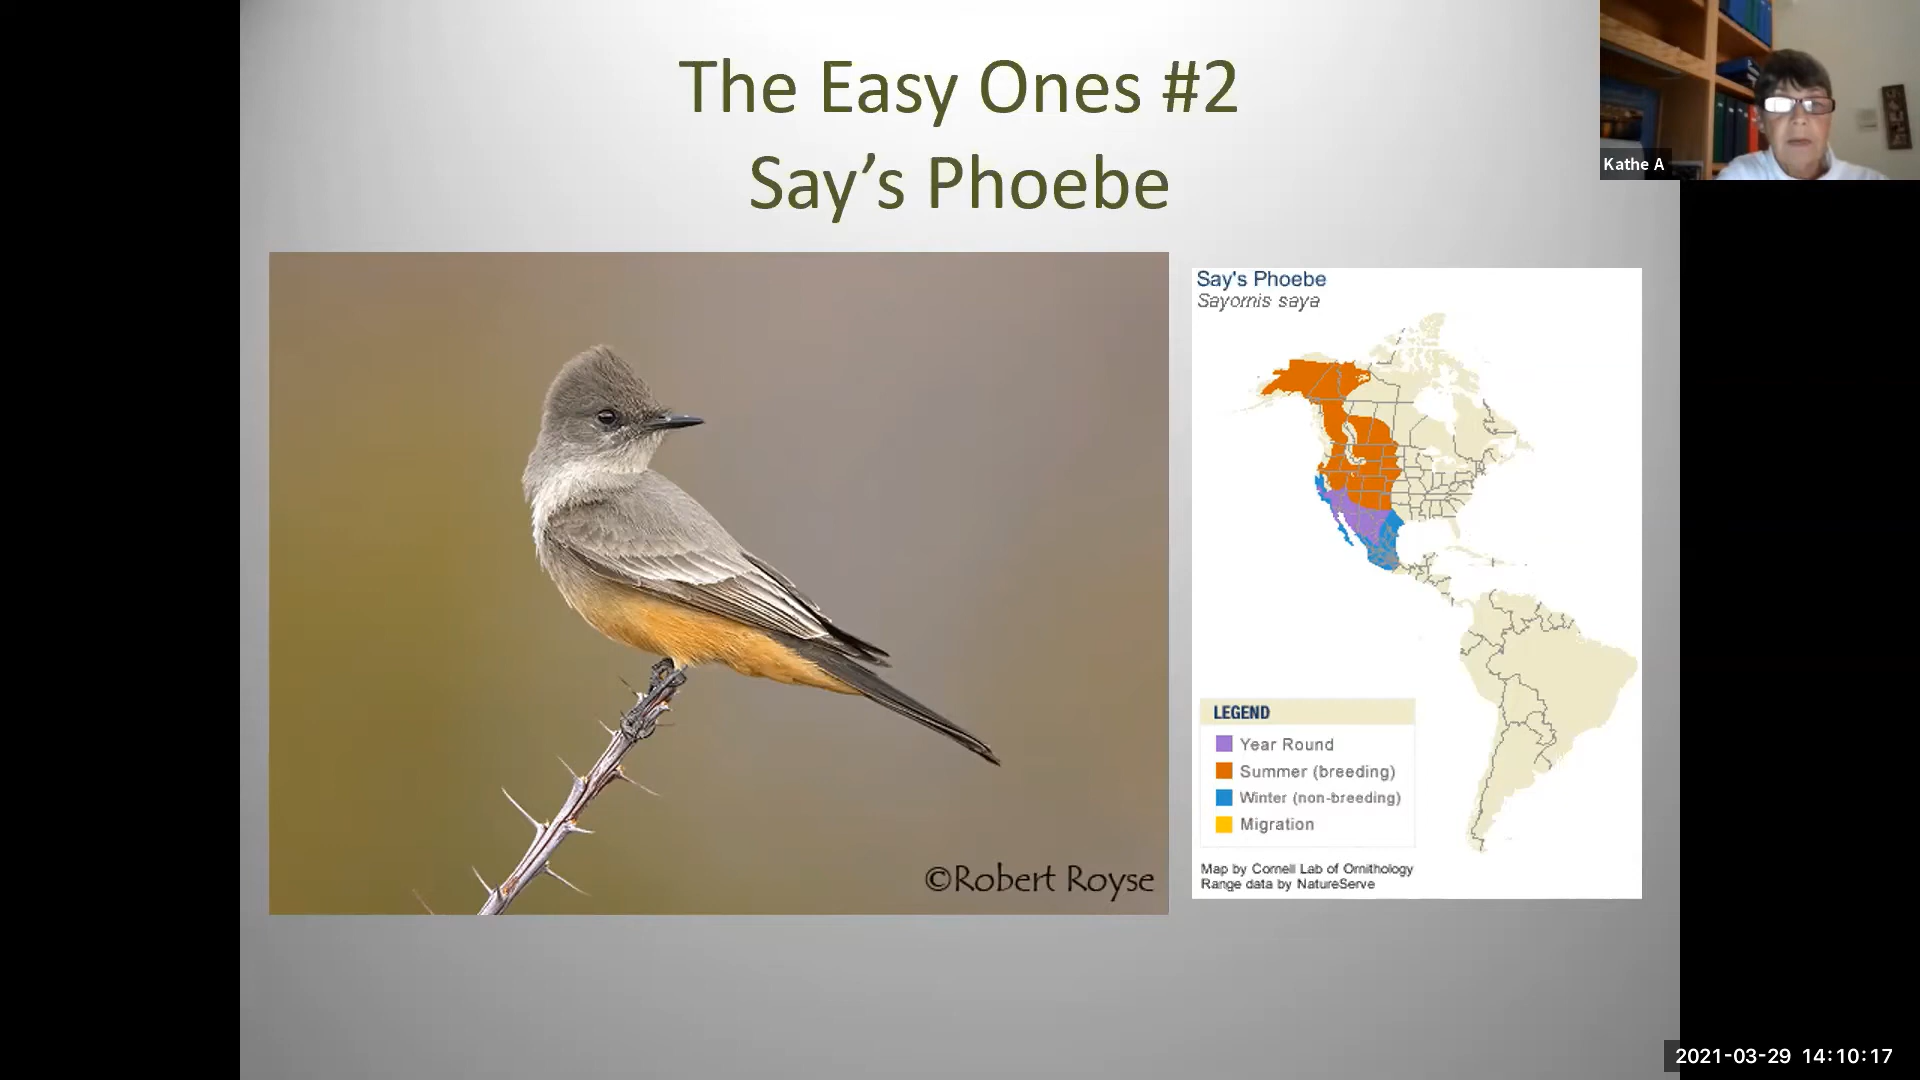 The Easy Ones #2
Say’s Phoebe
Kathe A
Say's Phoebe
Sayornis saya
LEGEND
Year Round
Summer (breeding)
Winter (non-breeding)
Migration
Map by Cornell Lab of Ornithology
Range data by NatureServe
©Robert Royse
2021-03-29 14:10:17